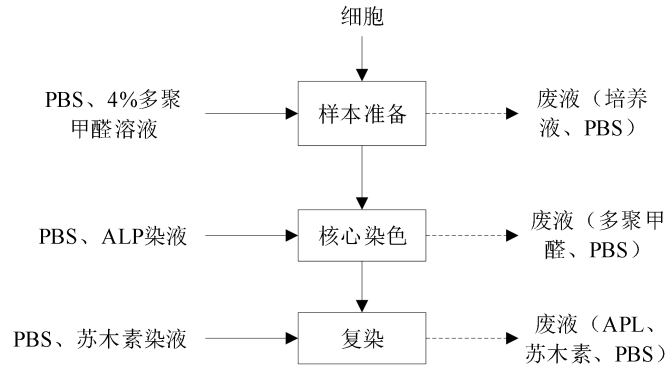 细胞
PBS、4%多聚
甲醛溶液
样本准备
废液（培养
液、PBS）
PBS、ALP染液
核心染色
废液（多聚甲
醛、PBS）
PBS、苏木素染液
复染
废液（APL、
苏木素、PBS）